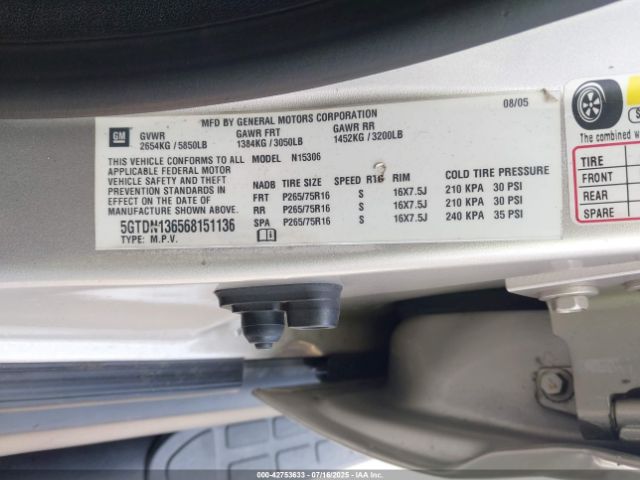 MFD BY GENERAL MOTORS CORPORATION
08/05
GM GVWR GAWR FRT GAWR RR
2654KG / 5850LB 1384KG / 3050LB 1452KG / 3200LB
THIS VEHICLE CONFORMS TO ALL MODEL N15306
APPLICABLE FEDERAL MOTOR
VEHICLE SAFETY AND THEFT
PREVENTION STANDARDS IN
EFFECT ON THE DATE OF
MANUFACTURE SHOWN ABOVE
NADB TIRE SIZE SPEED RTG RIM COLD TIRE PRESSURE
FRT P265/75R16 S 16X7.5J 210 KPA 30 PSI
RR P265/75R16 S 16X7.5J 210 KPA 30 PSI
SPA P265/75R16 S 16X7.5J 240 KPA 35 PSI
5GTDN136568151136
TYPE: M.P.V.
The combined w
TIRE
FRONT
REAR
SPARE
000-42753633 - 07/16/2025 - IAA